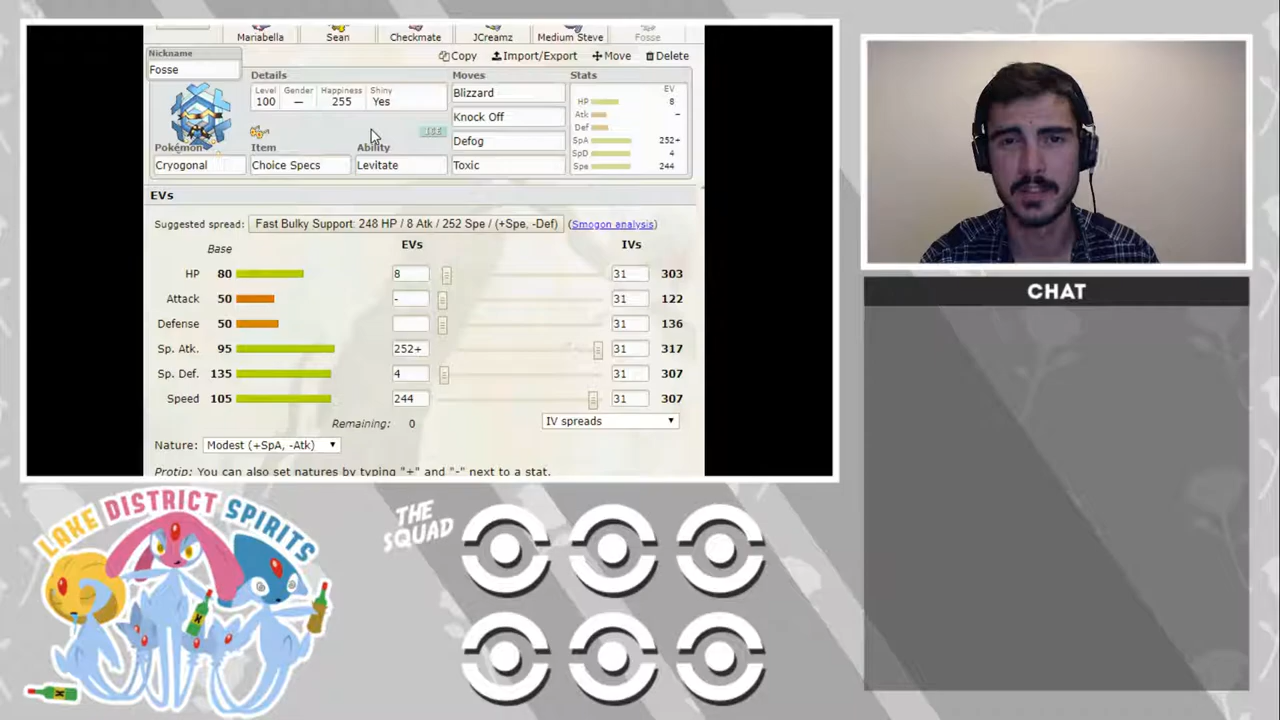 Mariabella Sean Checkmate JCreamz Medium Steve Fosse
Copy Import/Export Move Delete
Nickname
Fosse
Details Moves Stats
Level Gender Happiness Shiny
100 — 255 Yes
ICE
Pokémon Item Ability
Cryogonal Choice Specs Levitate
Blizzard
Knock Off
Defog
Toxic
EV
HP 8
Atk -
Def
SpA 252+
SpD 4
Spe 244
EVs
Suggested spread: Fast Bulky Support: 248 HP / 8 Atk / 252 Spe / (+Spe, -Def) (Smogon analysis)
Base EVs IVs
HP 80 8 31 303
Attack 50 - 31 122
Defense 50 31 136
Sp. Atk. 95 252+ 31 317
Sp. Def. 135 4 31 307
Speed 105 244 31 307
Remaining: 0
IV spreads
Nature: Modest (+SpA, -Atk)
Protip: You can also set natures by typing "+" and "-" next to a stat.
CHAT
LAKE DISTRICT SPIRITS
THE
SQUAD